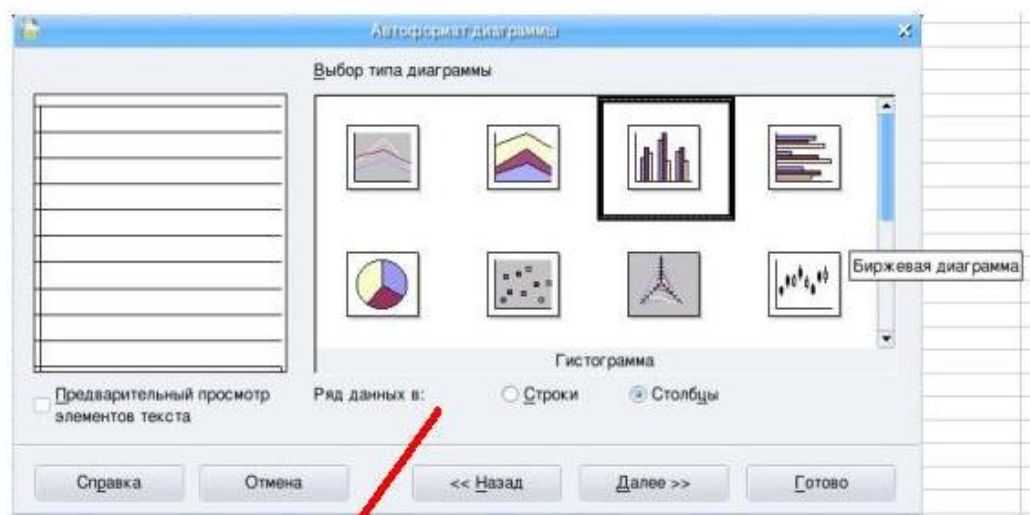 Автоформат диаграммы
Выбор типа диаграммы
Биржевая диаграмма
Гистограмма
Предварительный просмотр
элементов текста
Ряд данных в: Строки Столбцы
Справка Отмена << Назад Далее >> Готово